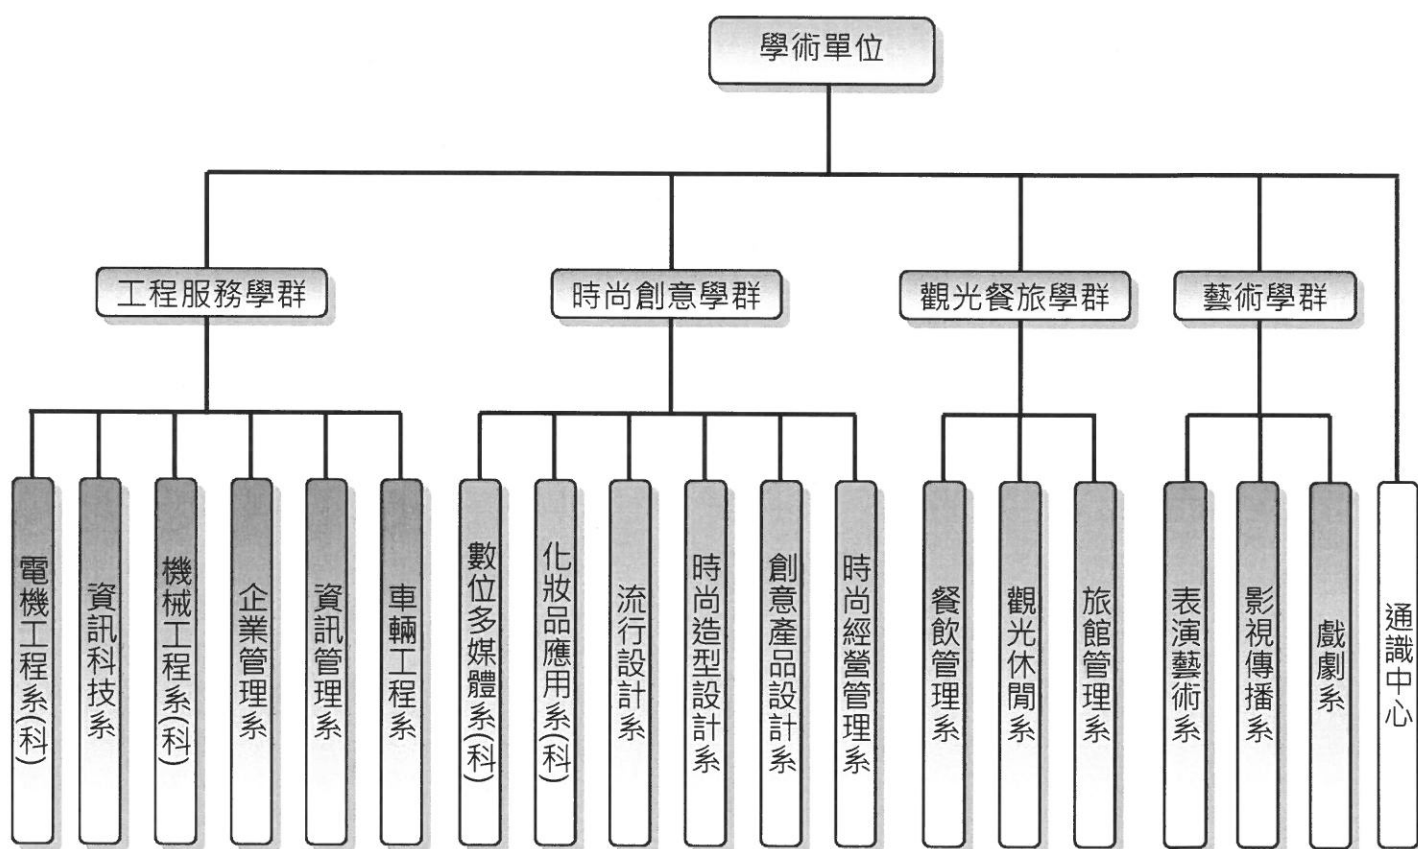 學術單位
工程服務學群
時尚創意學群
觀光餐旅學群
藝術學群
電機工程系(科)
資訊科技系
機械工程系(科)
企業管理系
資訊管理系
車輛工程系
數位多媒體系(科)
化妝品應用系(科)
流行設計系
時尚造型設計系
創意產品設計系
時尚經營管理系
餐飲管理系
觀光休閒系
旅館管理系
表演藝術系
影視傳播系
戲劇系
通識中心